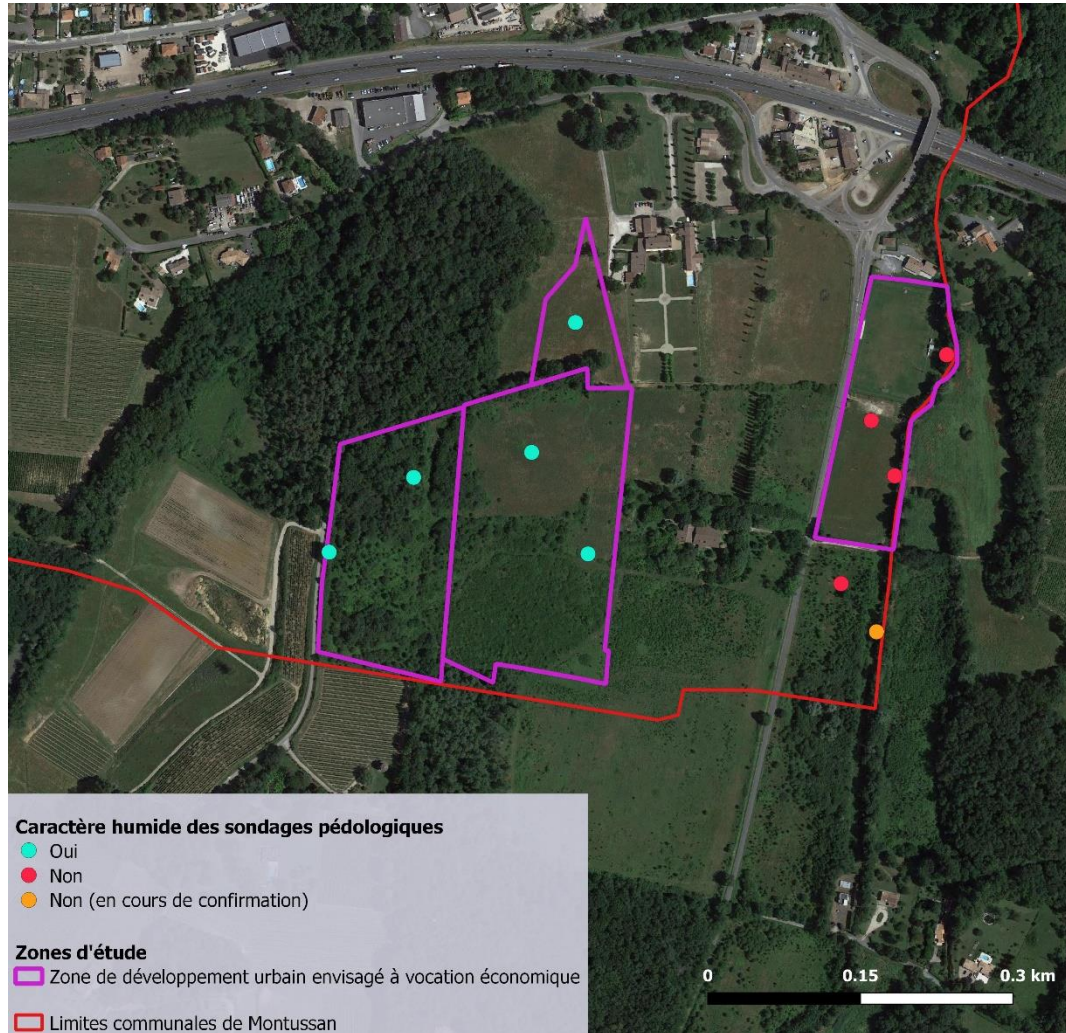 Caractère humide des sondages pédologiques
Oui
Non
Non (en cours de confirmation)
Zones d'étude
Zone de développement urbain envisagé à vocation économique
Limites communales de Montussan
0 0.15 0.3 km